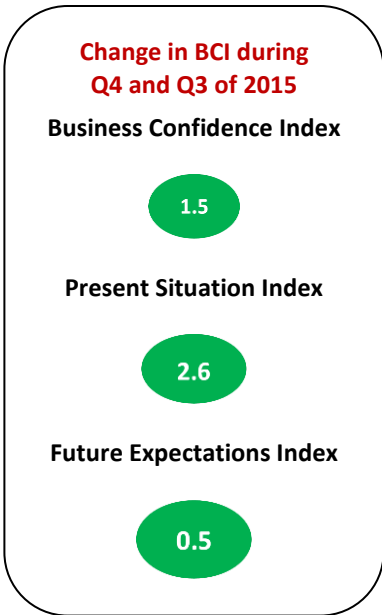 Change in BCI during
Q4 and Q3 of 2015
Business Confidence Index
1.5
Present Situation Index
2.6
Future Expectations Index
0.5